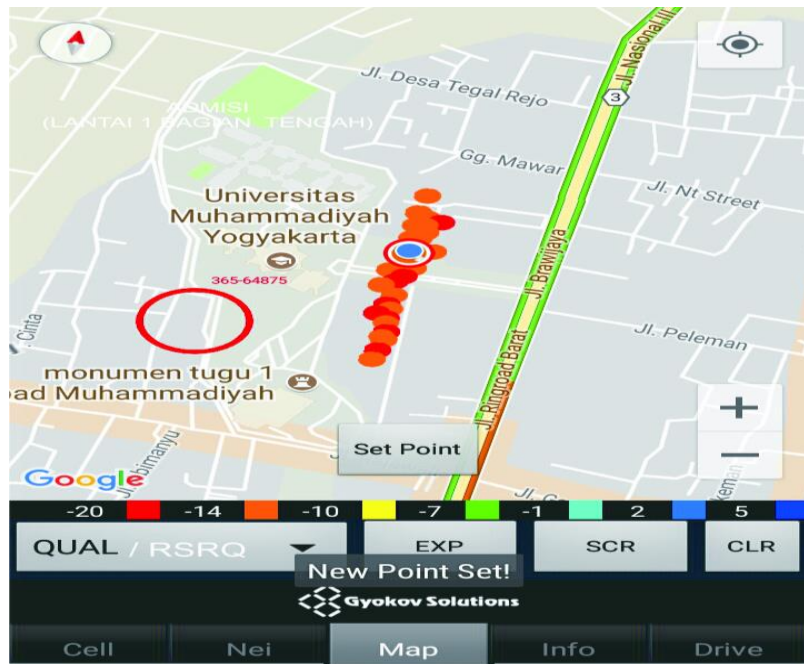 Jl. Nasional III
3
Jl. Desa Tegal Rejo
ADMISI
(LANTAI 1 BAGIAN TENGAH)
Gg. Mawar
Jl. Nt Street
Universitas
Muhammadiyah
Yogyakarta
365-64875
Jl. Brawijaya
Cinta
Jl. Peleman
monumen tugu 1
oad Muhammadiyah
Jl. Ringroad Barat
Set Point
Google
-20 -14 -10 -7 -1 2 5
QUAL / RSRQ EXP SCR CLR
New Point Set!
Gyokov Solutions
Cell Nei Map Info Drive